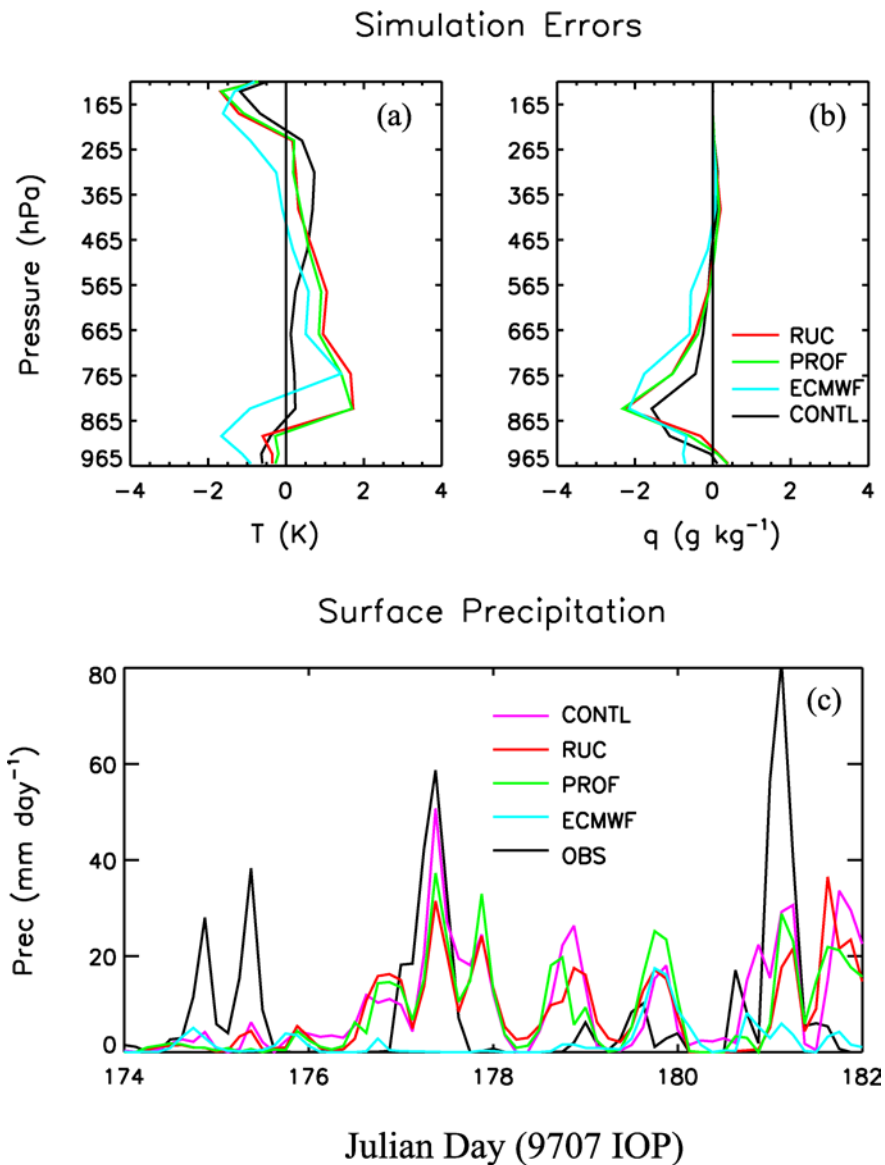 Simulation Errors
(a)
165
265
365
465
565
665
765
865
965
Pressure (hPa)
-4 -2 0 2 4
T (K)
(b)
165
265
365
465
565
665
765
865
965
RUC
PROF
ECMWF
CONTL
-4 -2 0 2 4
q (g kg⁻¹)
Surface Precipitation
(c)
80
60
40
20
0
Prec (mm day⁻¹)
CONTL
RUC
PROF
ECMWF
OBS
174 176 178 180 182
Julian Day (9707 IOP)